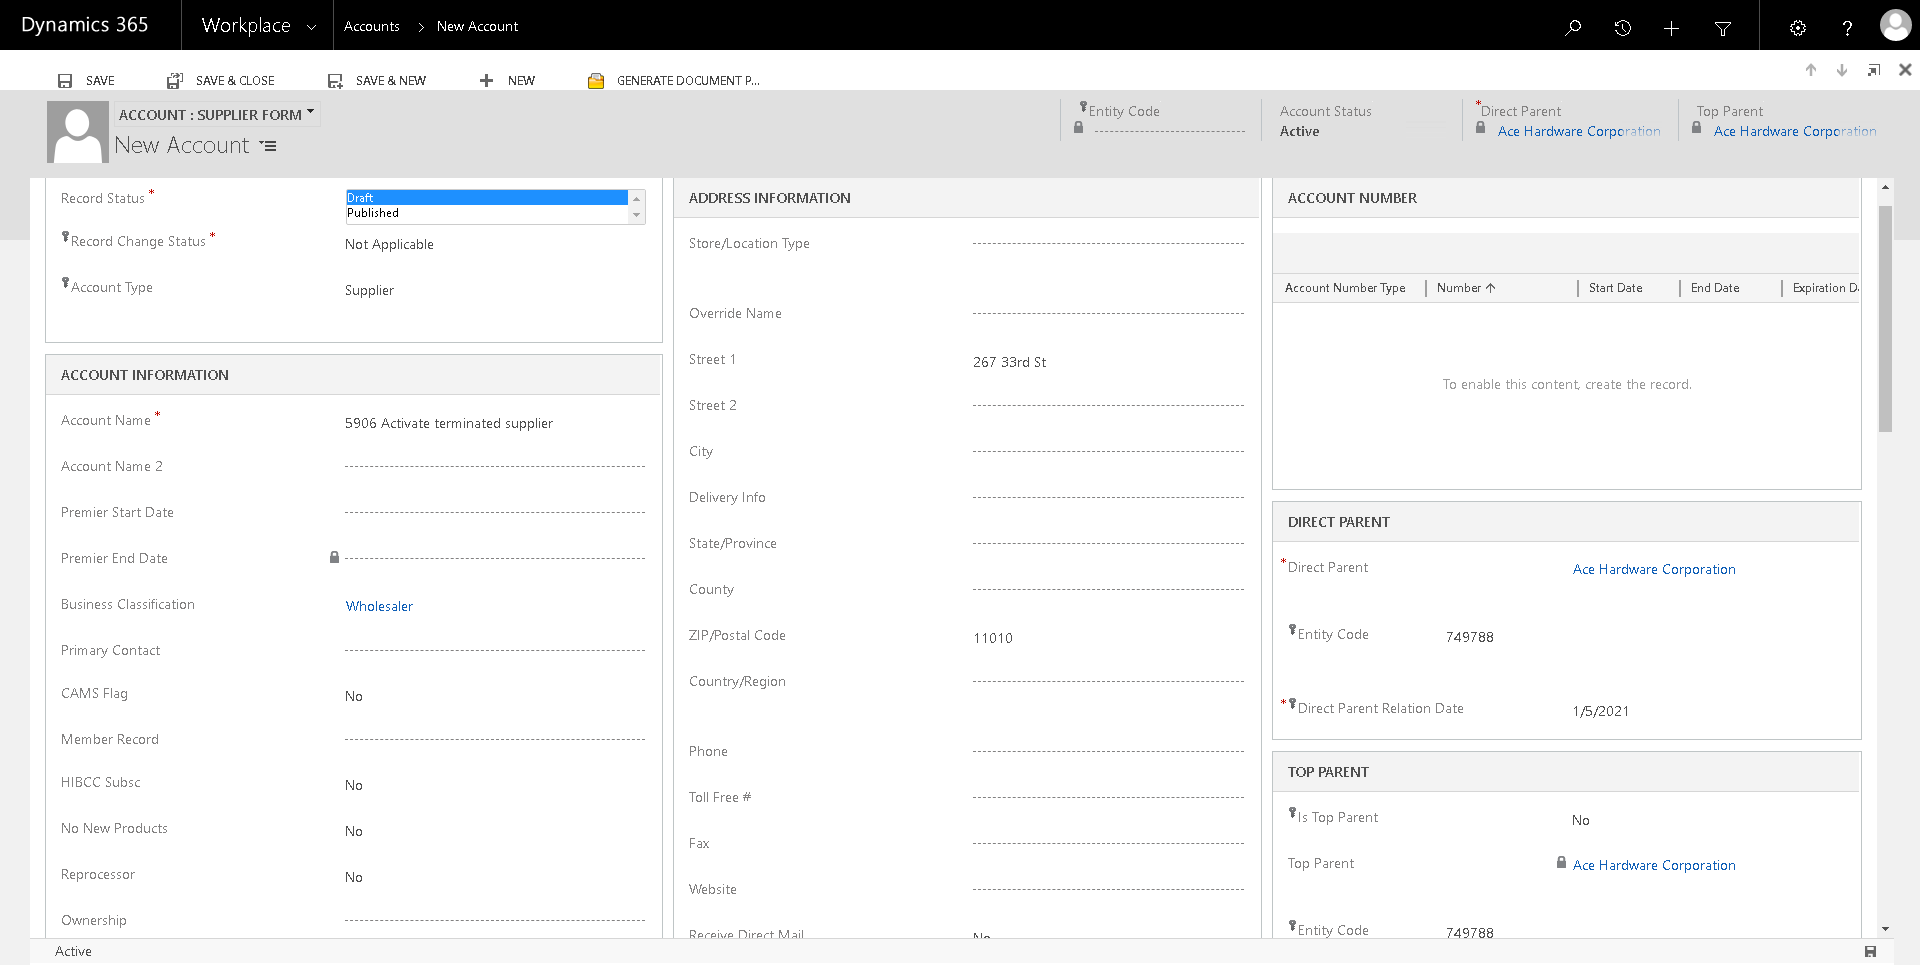 Dynamics 365
Workplace
Accounts > New Account
SAVE
SAVE & CLOSE
SAVE & NEW
NEW
GENERATE DOCUMENT P...
ACCOUNT : SUPPLIER FORM
New Account
Entity Code
Account Status
Active
*Direct Parent
Ace Hardware Corporation
Top Parent
Ace Hardware Corporation
Record Status *
Draft
Published
Record Change Status *
Not Applicable
Account Type
Supplier
ACCOUNT INFORMATION
Account Name *
5906 Activate terminated supplier
Account Name 2
Premier Start Date
Premier End Date
Business Classification
Wholesaler
Primary Contact
CAMS Flag
No
Member Record
HIBCC Subsc
No
No New Products
No
Reprocessor
No
Ownership
ADDRESS INFORMATION
Store/Location Type
Override Name
Street 1
267 33rd St
Street 2
City
Delivery Info
State/Province
County
ZIP/Postal Code
11010
Country/Region
Phone
Toll Free #
Fax
Website
Receive Direct Mail
No
ACCOUNT NUMBER
Account Number Type
Number
Start Date
End Date
Expiration D
To enable this content, create the record.
DIRECT PARENT
*Direct Parent
Ace Hardware Corporation
Entity Code
749788
*Direct Parent Relation Date
1/5/2021
TOP PARENT
Is Top Parent
No
Top Parent
Ace Hardware Corporation
Entity Code
749788
Active